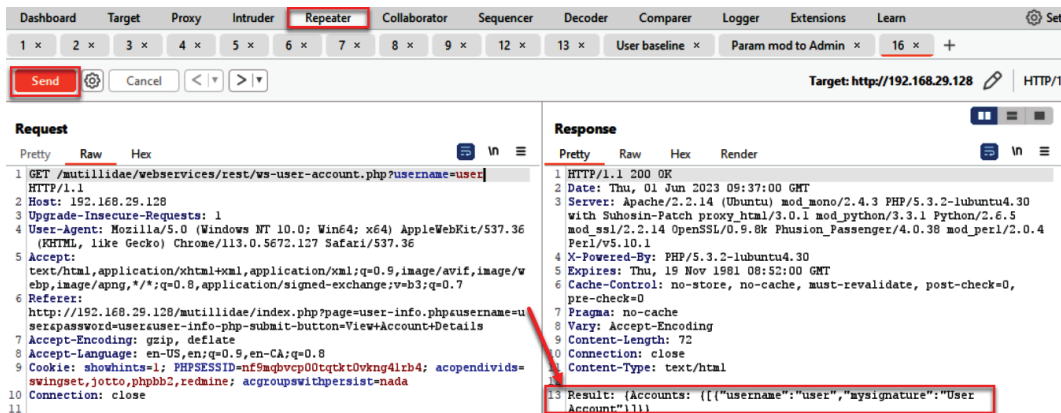 Dashboard Target Proxy Intruder Repeater Collaborator Sequencer Decoder Comparer Logger Extensions Learn Set
1 × 2 × 3 × 4 × 5 × 6 × 7 × 8 × 9 × 12 × 13 × User baseline × Param mod to Admin × 16 × +
Send Cancel < > Target: http://192.168.29.128 HTTP/1
Request
Pretty Raw Hex \n
1 GET /mutillidae/webservices/rest/ws-user-account.php?username=user
HTTP/1.1
2 Host: 192.168.29.128
3 Upgrade-Insecure-Requests: 1
4 User-Agent: Mozilla/5.0 (Windows NT 10.0; Win64; x64) AppleWebKit/537.36
(KHTML, like Gecko) Chrome/113.0.5672.127 Safari/537.36
5 Accept:
text/html,application/xhtml+xml,application/xml;q=0.9,image/avif,image/w
ebp,image/apng,*/*;q=0.8,application/signed-exchange;v=b3;q=0.7
6 Referer:
http://192.168.29.128/mutillidae/index.php?page=user-info.php&username=u
ser&password=user&user-info-php-submit-button=View+Account+Details
7 Accept-Encoding: gzip, deflate
8 Accept-Language: en-US,en;q=0.9,en-CA;q=0.8
9 Cookie: showhints=1; PHPSESSID=nf9mqbvcp00tqtkt0vkng4lrb4; acopendivids=
swingset,jotto,phpbb2,redmine; acgroupswithpersist=nada
10 Connection: close
11
Response
Pretty Raw Hex Render \n
1 HTTP/1.1 200 OK
2 Date: Thu, 01 Jun 2023 09:37:00 GMT
3 Server: Apache/2.2.14 (Ubuntu) mod_mono/2.4.3 PHP/5.3.2-1ubuntu4.30
with Suhosin-Patch proxy_html/3.0.1 mod_python/3.3.1 Python/2.6.5
mod_ssl/2.2.14 OpenSSL/0.9.8k Phusion_Passenger/4.0.38 mod_perl/2.0.4
Perl/v5.10.1
4 X-Powered-By: PHP/5.3.2-1ubuntu4.30
5 Expires: Thu, 19 Nov 1981 08:52:00 GMT
6 Cache-Control: no-store, no-cache, must-revalidate, post-check=0,
pre-check=0
7 Pragma: no-cache
8 Vary: Accept-Encoding
9 Content-Length: 72
10 Connection: close
Content-Type: text/html
13 Result: {Accounts: {[{"username":"user","mysignature":"User
Account"}]}}